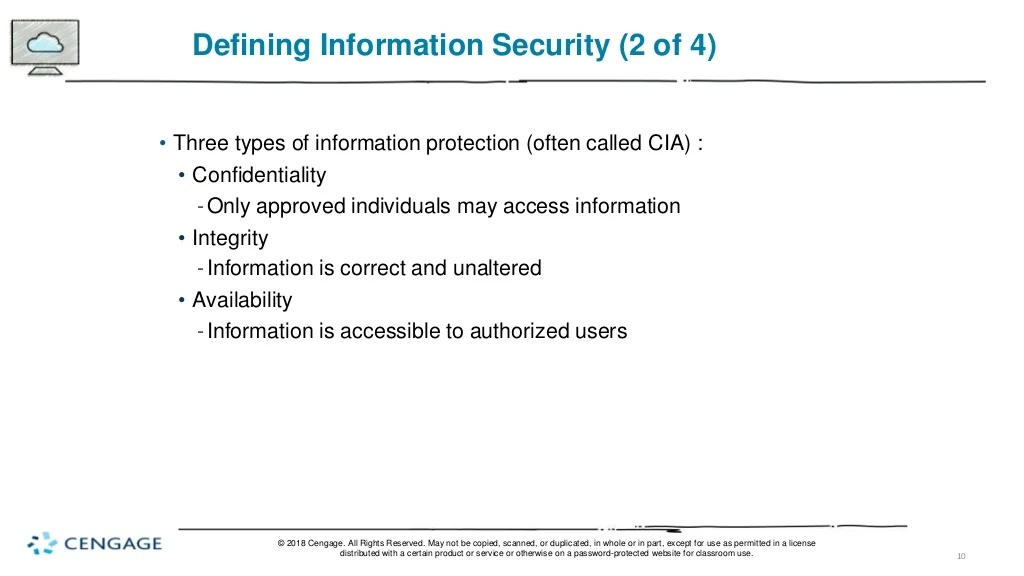 Defining Information Security (2 of 4)
• Three types of information protection (often called CIA) :
• Confidentiality
-Only approved individuals may access information
• Integrity
-Information is correct and unaltered
• Availability
-Information is accessible to authorized users
CENGAGE
© 2018 Cengage. All Rights Reserved. May not be copied, scanned, or duplicated, in whole or in part, except for use as permitted in a license
distributed with a certain product or service or otherwise on a password-protected website for classroom use.
10